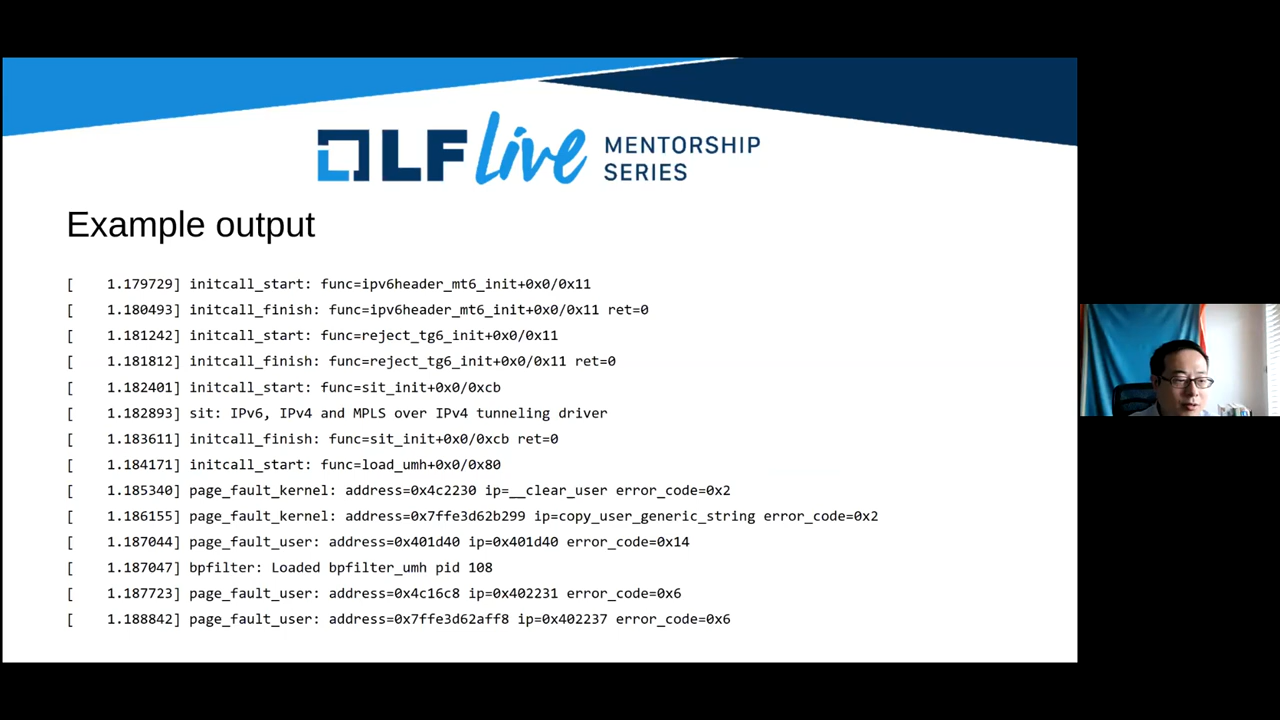 LF Live MENTORSHIP
SERIES
Example output
[    1.179729] initcall_start: func=ipv6header_mt6_init+0x0/0x11
[    1.180493] initcall_finish: func=ipv6header_mt6_init+0x0/0x11 ret=0
[    1.181242] initcall_start: func=reject_tg6_init+0x0/0x11
[    1.181812] initcall_finish: func=reject_tg6_init+0x0/0x11 ret=0
[    1.182401] initcall_start: func=sit_init+0x0/0xcb
[    1.182893] sit: IPv6, IPv4 and MPLS over IPv4 tunneling driver
[    1.183611] initcall_finish: func=sit_init+0x0/0xcb ret=0
[    1.184171] initcall_start: func=load_umh+0x0/0x80
[    1.185340] page_fault_kernel: address=0x4c2230 ip=__clear_user error_code=0x2
[    1.186155] page_fault_kernel: address=0x7ffe3d62b299 ip=copy_user_generic_string error_code=0x2
[    1.187044] page_fault_user: address=0x401d40 ip=0x401d40 error_code=0x14
[    1.187047] bpfilter: Loaded bpfilter_umh pid 108
[    1.187723] page_fault_user: address=0x4c16c8 ip=0x402231 error_code=0x6
[    1.188842] page_fault_user: address=0x7ffe3d62aff8 ip=0x402237 error_code=0x6